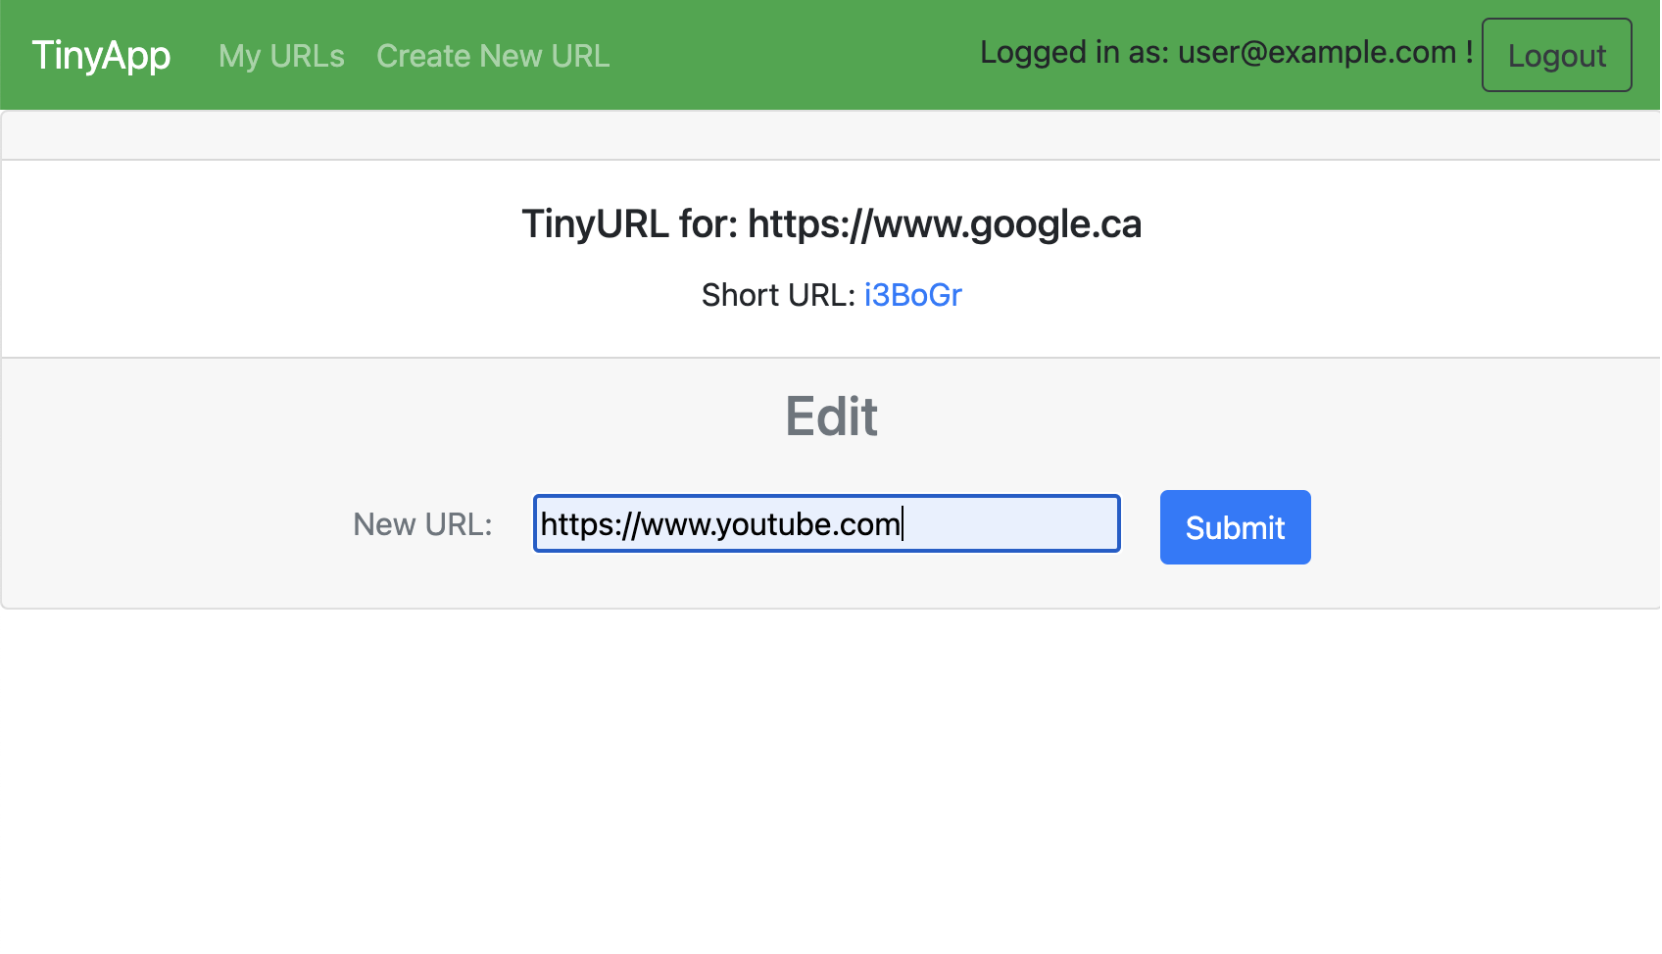 TinyApp My URLs Create New URL Logged in as: user@example.com ! Logout
TinyURL for: https://www.google.ca
Short URL: i3BoGr
Edit
New URL: https://www.youtube.com Submit